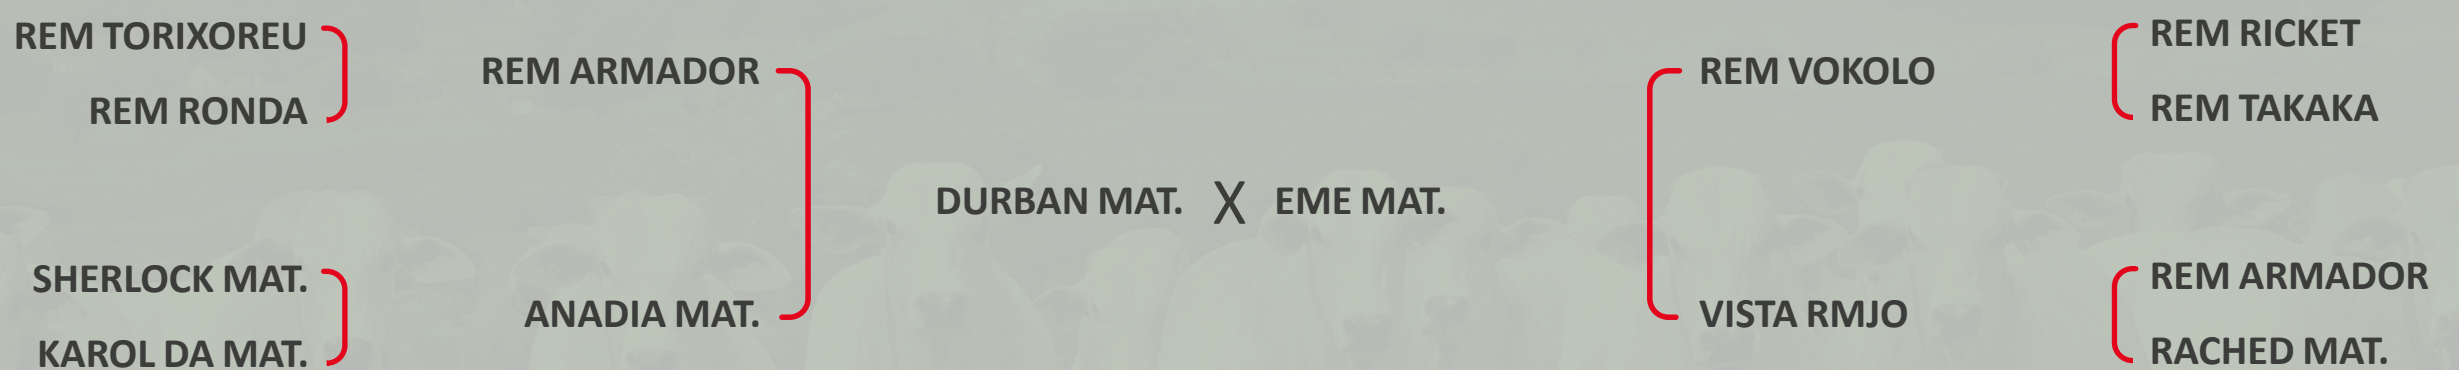 REM TORIXOREU
REM RONDA
REM ARMADOR
SHERLOCK MAT.
KAROL DA MAT.
ANADIA MAT.
DURBAN MAT. X EME MAT.
REM VOKOLO
REM RICKET
REM TAKAKA
VISTA RMJO
REM ARMADOR
RACHED MAT.